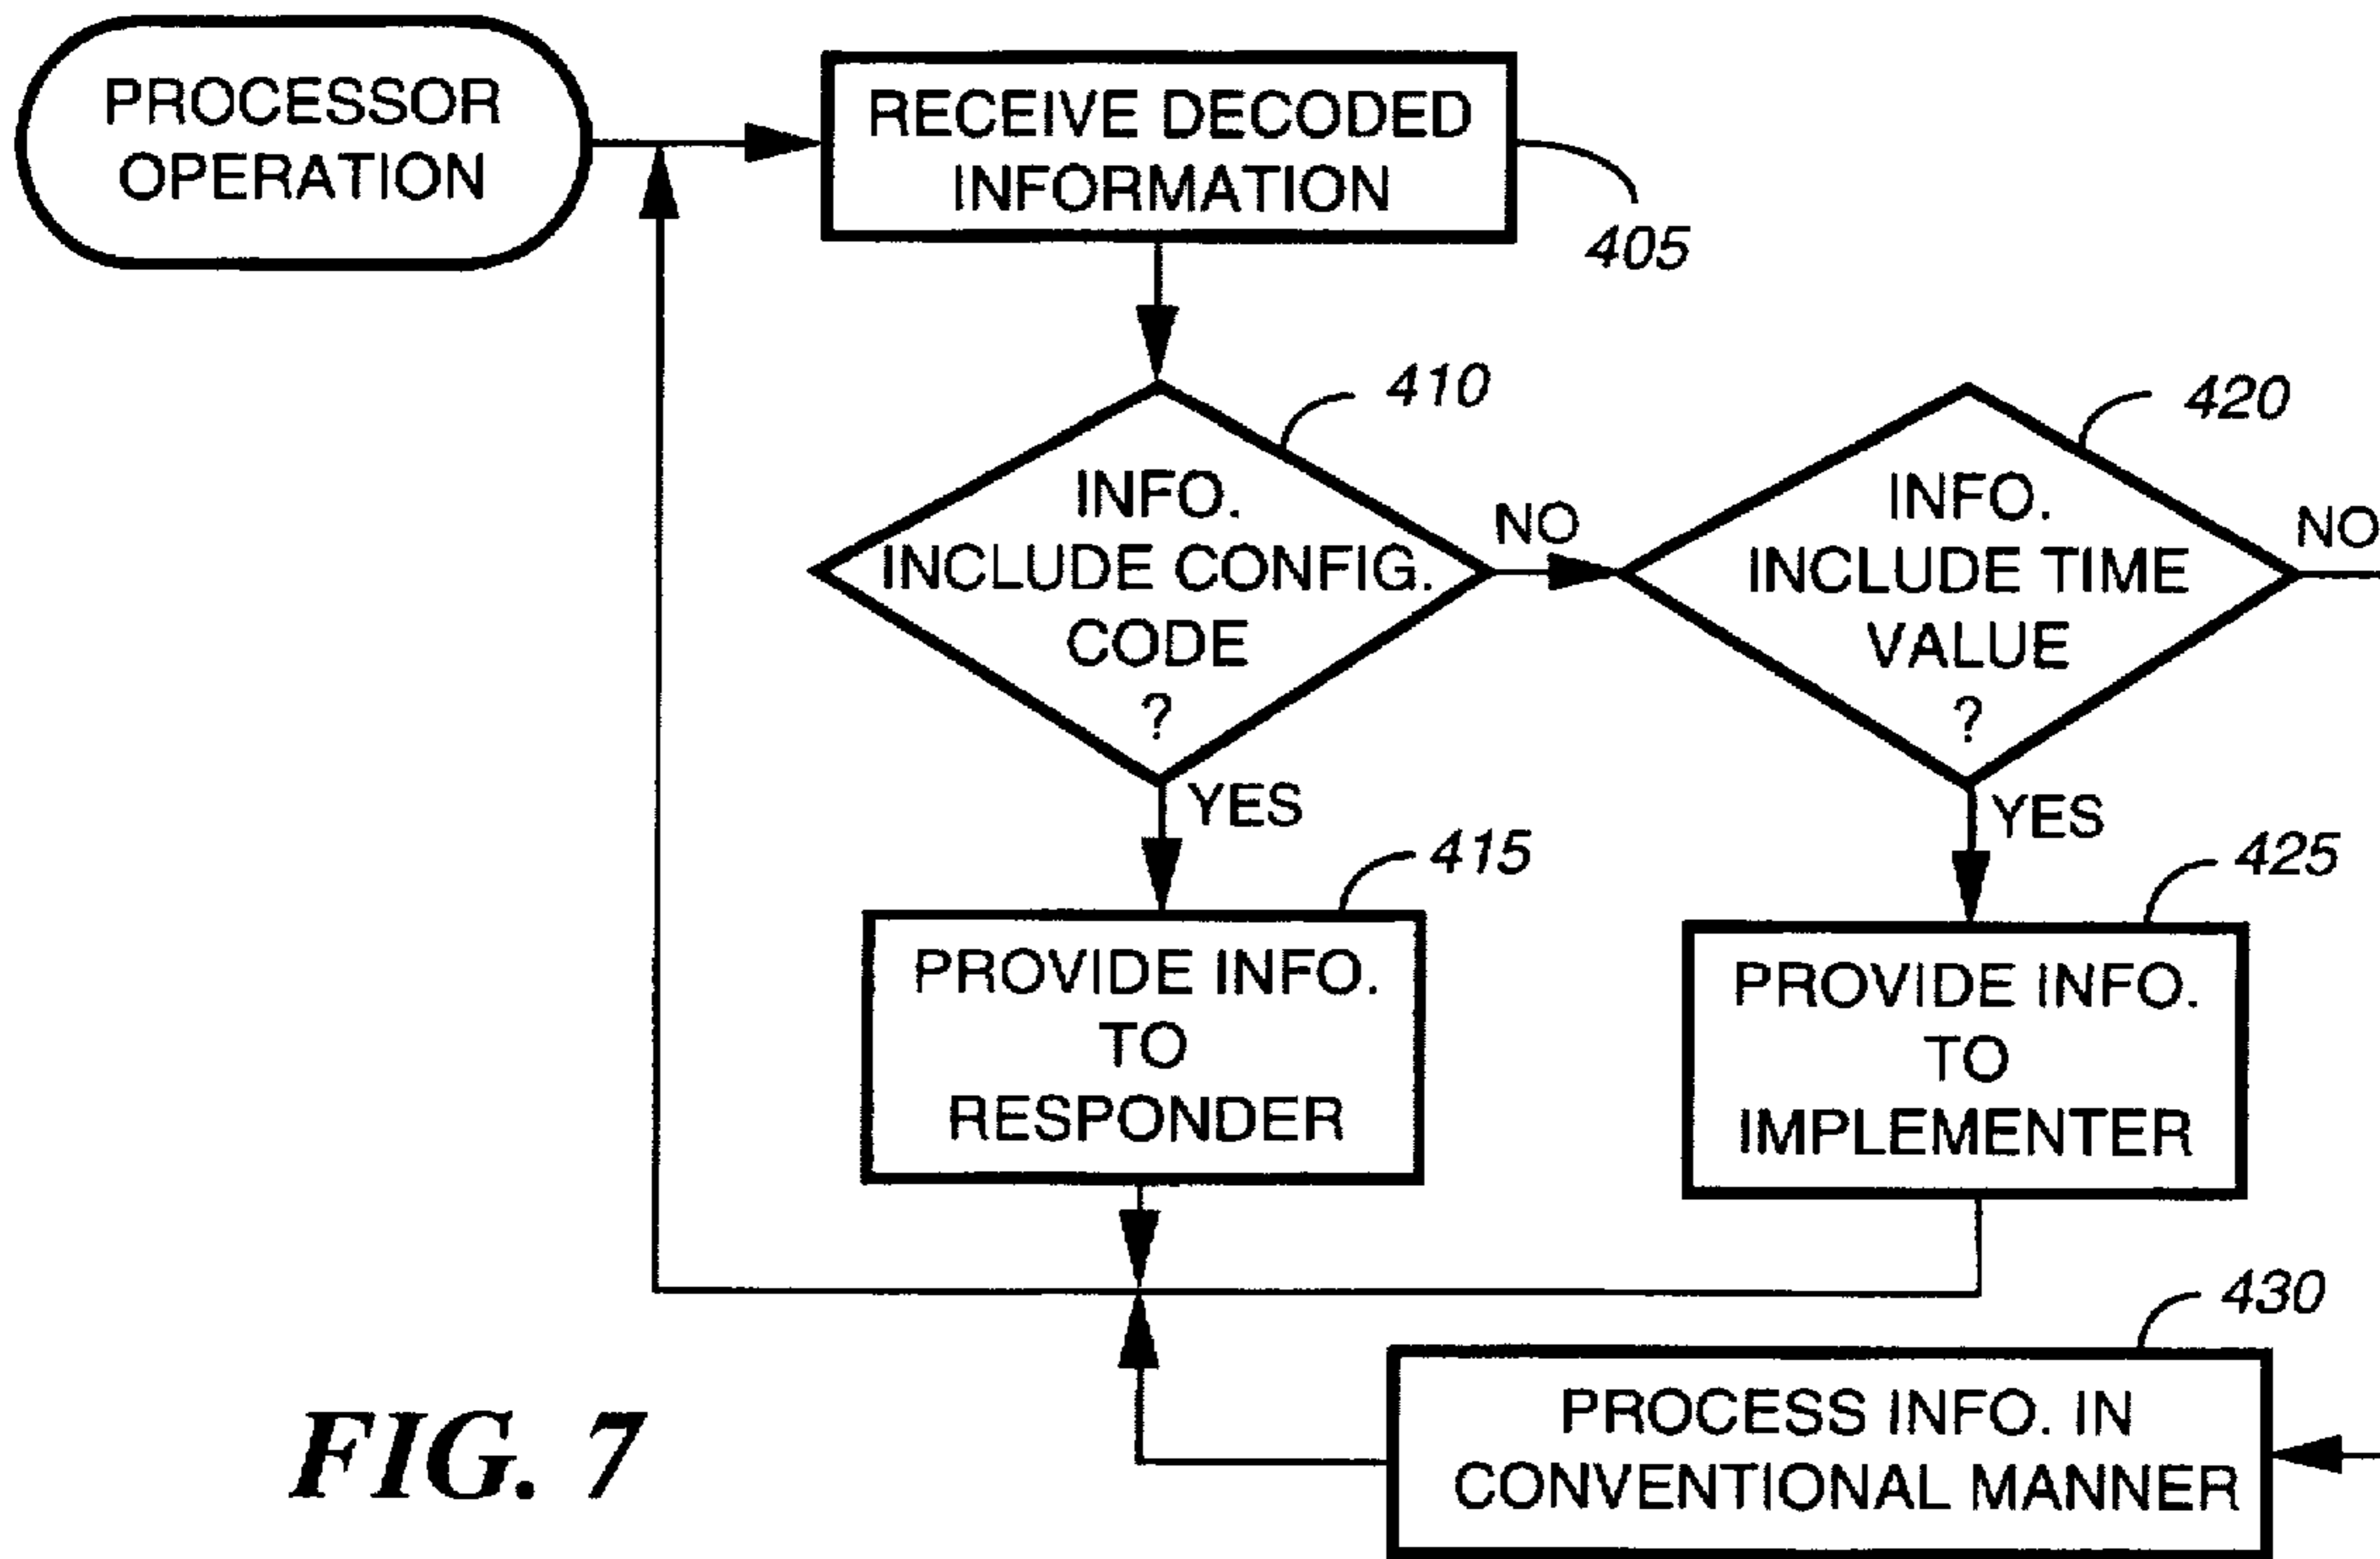 PROCESSOR
OPERATION
RECEIVE DECODED
INFORMATION
405
410
INFO.
INCLUDE CONFIG.
CODE
?
NO
YES
420
INFO.
INCLUDE TIME
VALUE
?
NO
YES
415
PROVIDE INFO.
TO
RESPONDER
425
PROVIDE INFO.
TO
IMPLEMENTER
430
PROCESS INFO. IN
CONVENTIONAL MANNER
FIG. 7